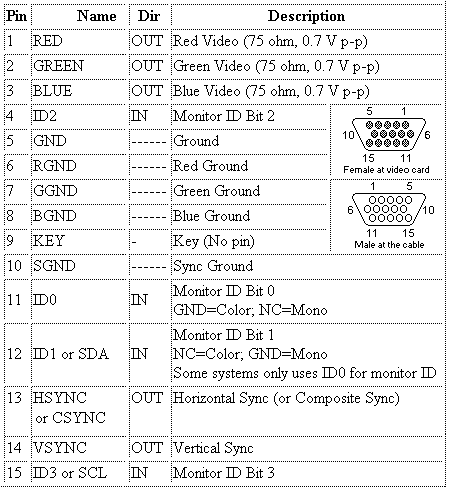 Pin Name Dir Description
1 RED OUT Red Video (75 ohm, 0.7 V p-p)
2 GREEN OUT Green Video (75 ohm, 0.7 V p-p)
3 BLUE OUT Blue Video (75 ohm, 0.7 V p-p)
4 ID2 IN Monitor ID Bit 2
5 GND ------ Ground
6 RGND ------ Red Ground
5 1
10 6
15 11
Female at video card
7 GGND ------ Green Ground
8 BGND ------ Blue Ground
9 KEY - Key (No pin)
1 5
6 10
11 15
Male at the cable
10 SGND ------ Sync Ground
11 ID0 IN Monitor ID Bit 0
GND=Color; NC=Mono
12 ID1 or SDA IN Monitor ID Bit 1
NC=Color; GND=Mono
Some systems only uses ID0 for monitor ID
13 HSYNC OUT Horizontal Sync (or Composite Sync)
or CSYNC
14 VSYNC OUT Vertical Sync
15 ID3 or SCL IN Monitor ID Bit 3